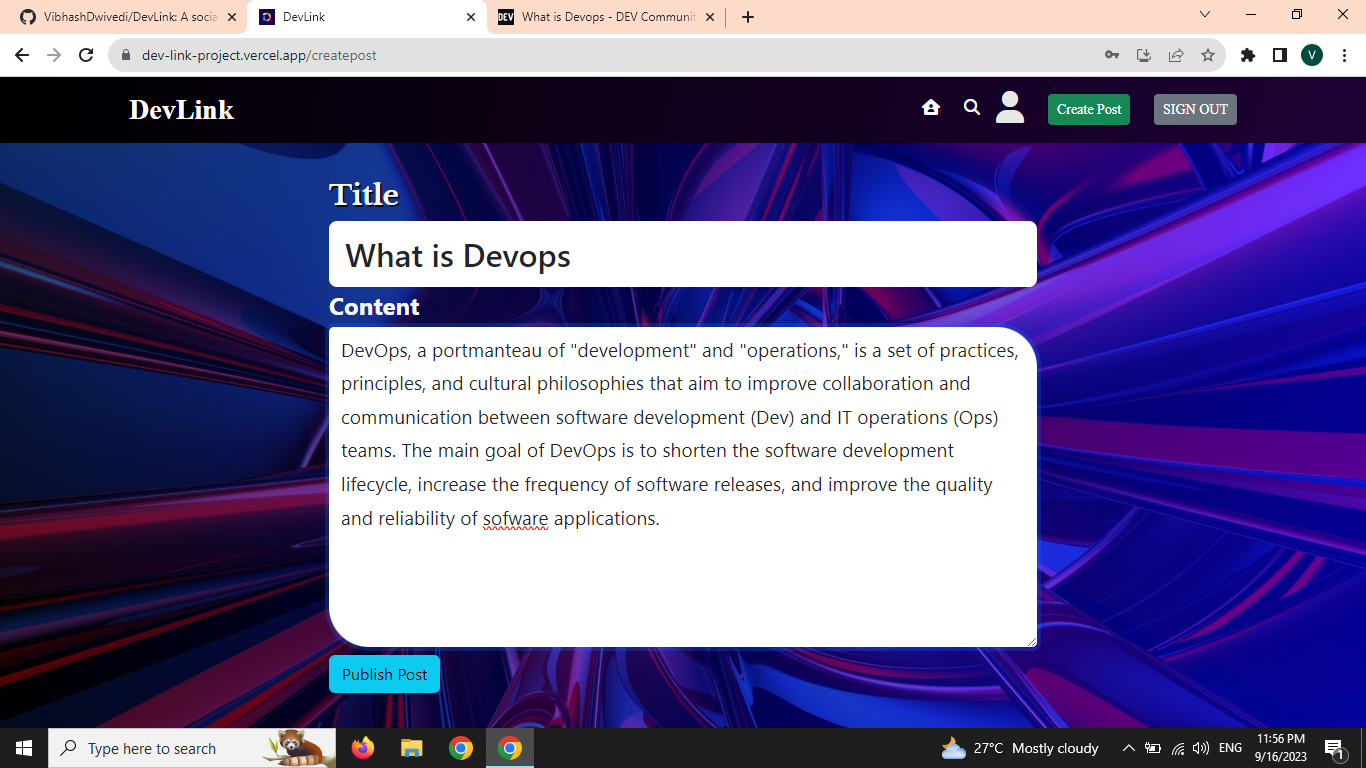 VibhashDwivedi/DevLink: A socia
DevLink
What is Devops - DEV Communit
dev-link-project.vercel.app/createpost
V
DevLink
Create Post
SIGN OUT
Title
What is Devops
Content
DevOps, a portmanteau of "development" and "operations," is a set of practices,
principles, and cultural philosophies that aim to improve collaboration and
communication between software development (Dev) and IT operations (Ops)
teams. The main goal of DevOps is to shorten the software development
lifecycle, increase the frequency of software releases, and improve the quality
and reliability of sofware applications.
Publish Post
Type here to search
27°C Mostly cloudy
ENG
11:56 PM
9/16/2023
1